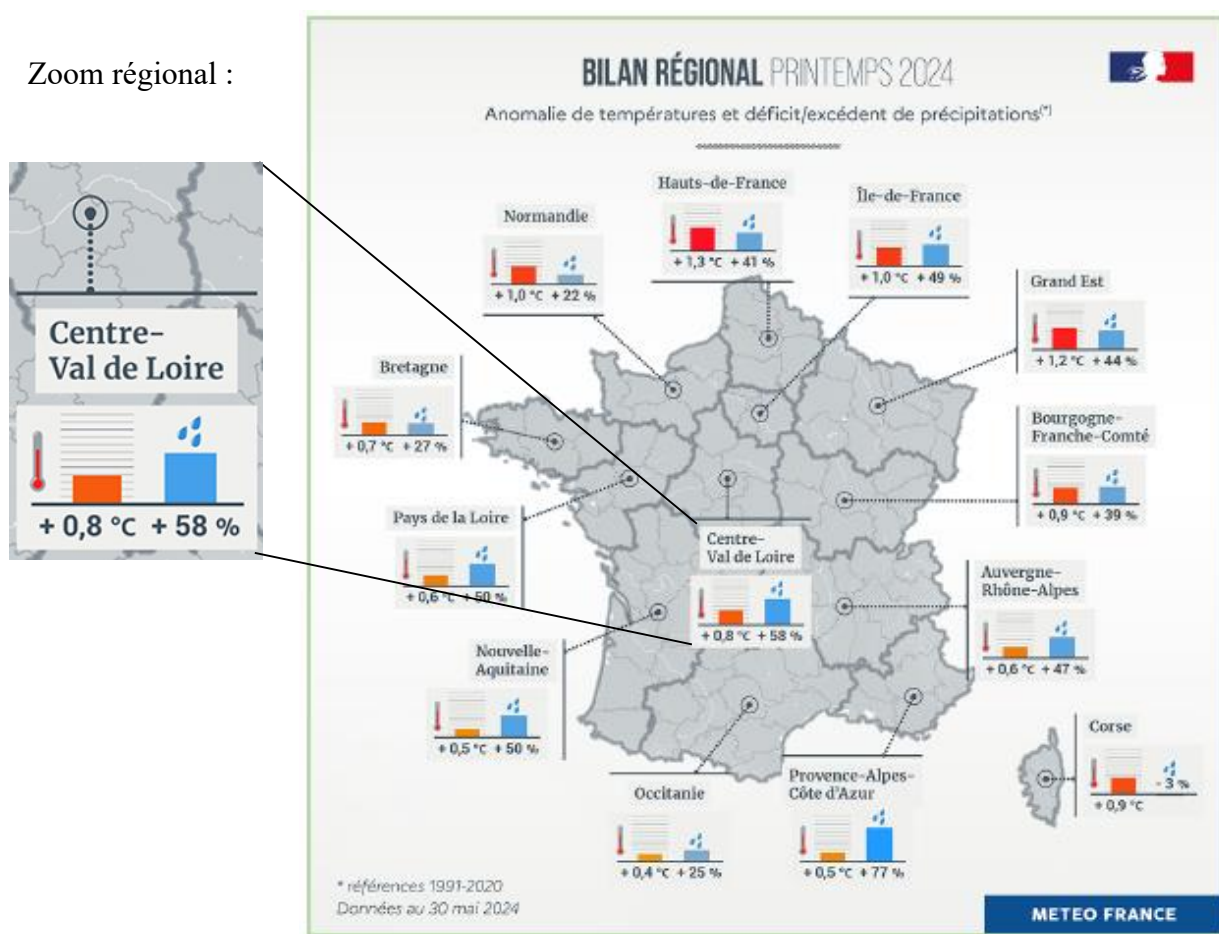 Zoom régional :
Centre-
Val de Loire
+ 0,8 °C + 58 %
BILAN RÉGIONAL PRINTEMPS 2024
Anomalie de températures et déficit/excédent de précipitations(*)
Hauts-de-France
+ 1,3 °C + 41 %
Île-de-France
+ 1,0 °C + 49 %
Normandie
+ 1,0 °C + 22 %
Grand Est
+ 1,2 °C + 44 %
Bretagne
+ 0,7 °C + 27 %
Bourgogne-
Franche-Comté
+ 0,9 °C + 39 %
Pays de la Loire
+ 0,6 °C + 50 %
Centre-
Val de Loire
+ 0,8 °C + 58 %
Auvergne-
Rhône-Alpes
+ 0,6 °C + 47 %
Nouvelle-
Aquitaine
+ 0,5 °C + 50 %
Corse
- 3 %
+ 0,9 °C
Occitanie
+ 0,4 °C + 25 %
Provence-Alpes-
Côte d'Azur
+ 0,5 °C + 77 %
* références 1991-2020
Données au 30 mai 2024
METEO FRANCE